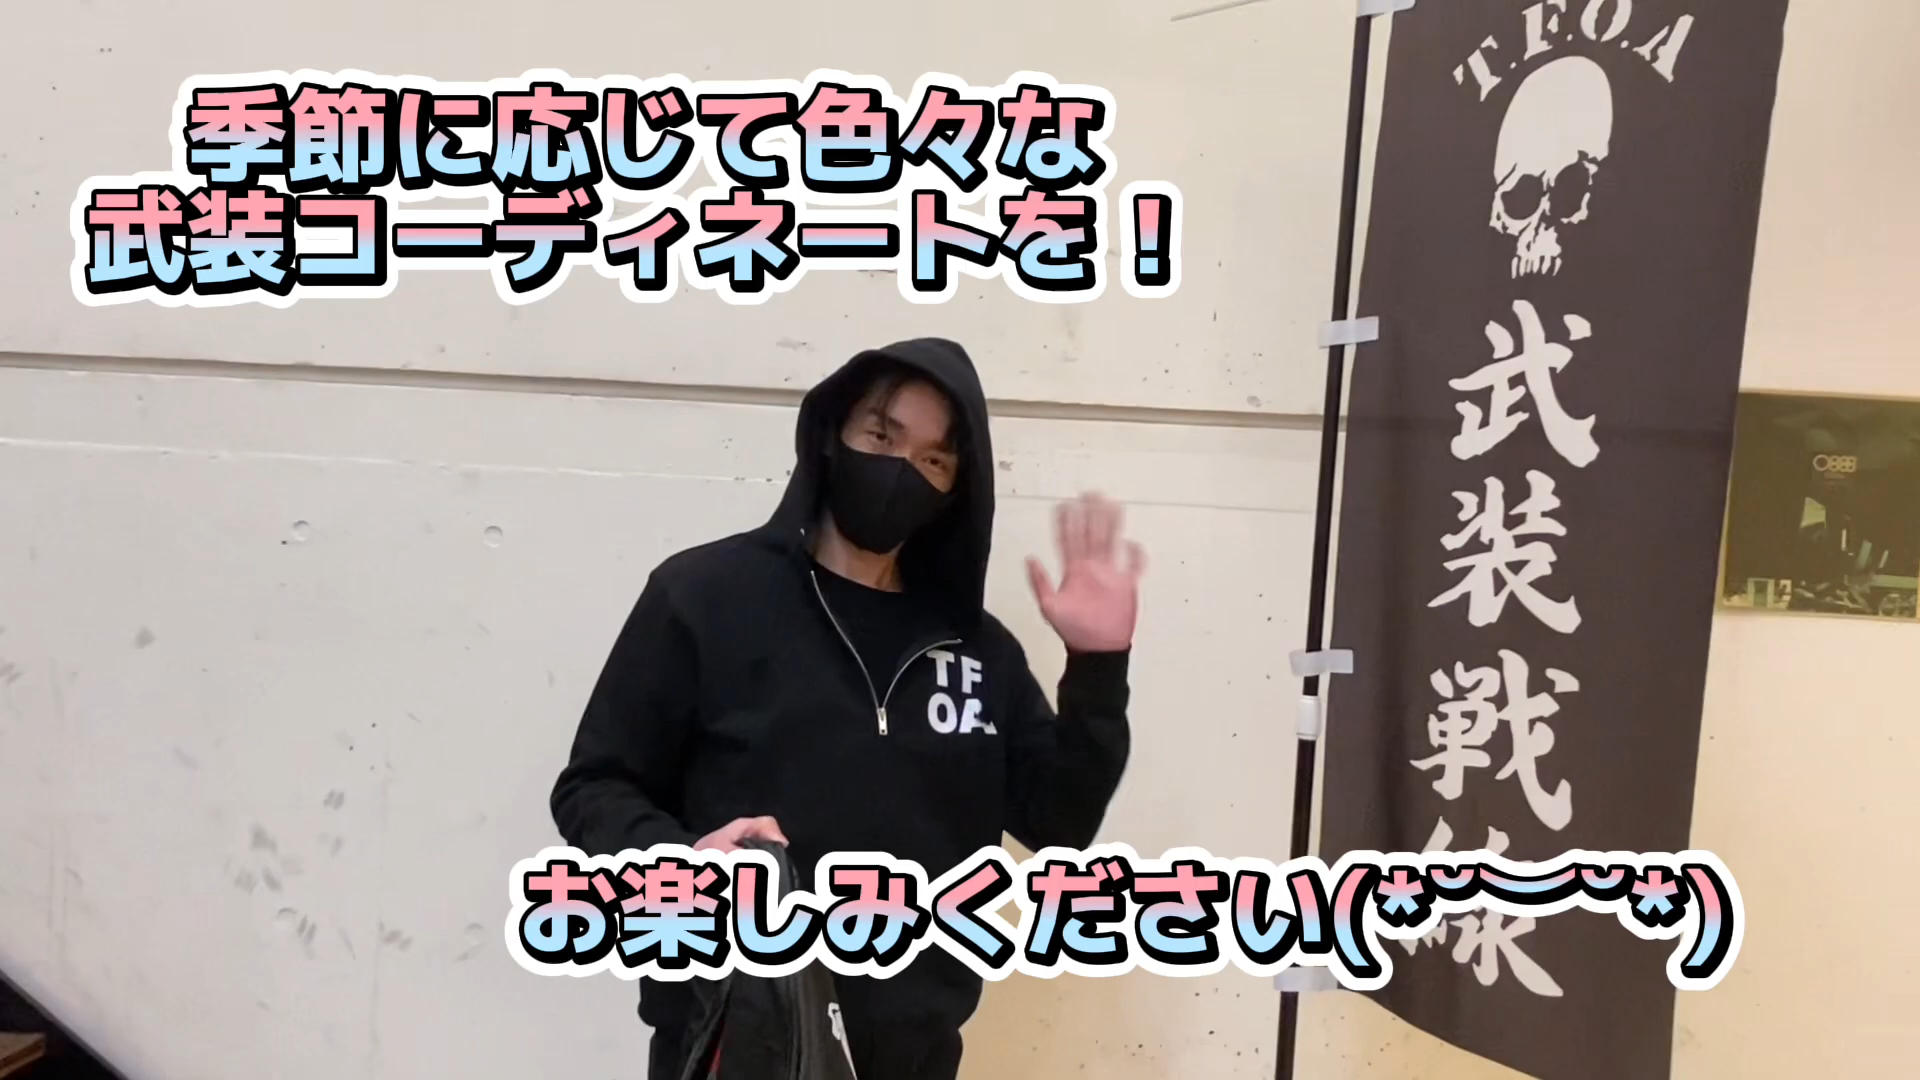 季節に応じて色々な
武装コーディネートを！
T.F.O.A
武装戦線
TF
OA
お楽しみください(*˘︶˘*)